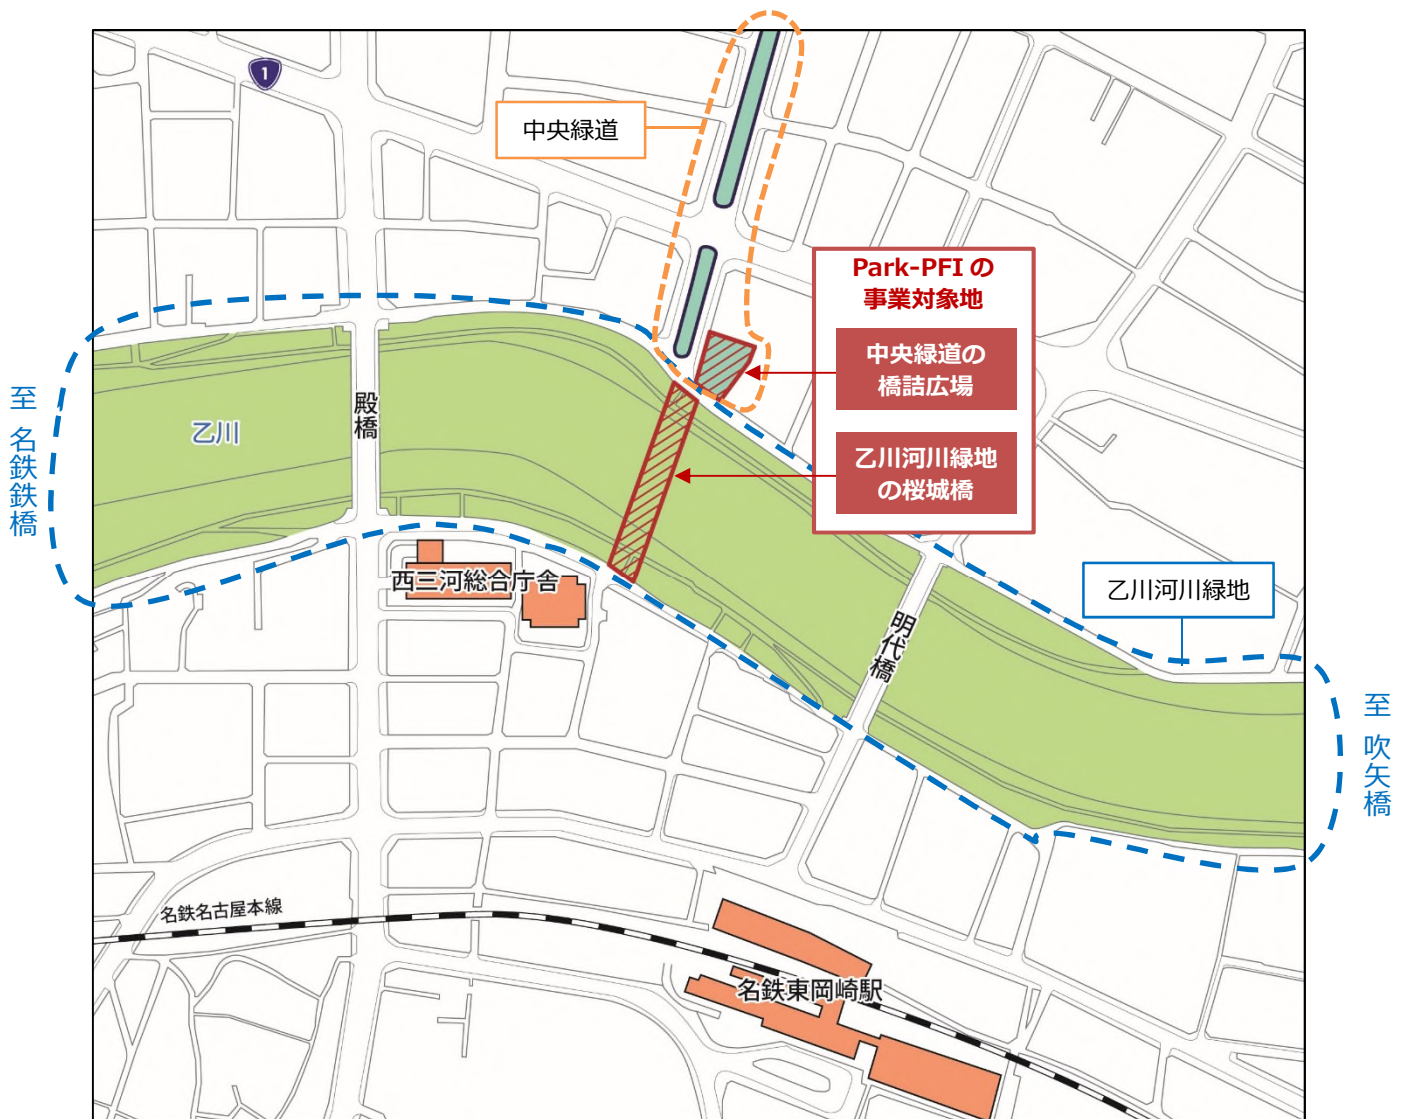 1
中央緑道
Park-PFI の
事業対象地
中央緑道の
橋詰広場
乙川河川緑地
の桜城橋
至 名鉄鉄橋
乙川
殿橋
西三河総合庁舎
明代橋
乙川河川緑地
至 吹矢橋
名鉄名古屋本線
名鉄東岡崎駅